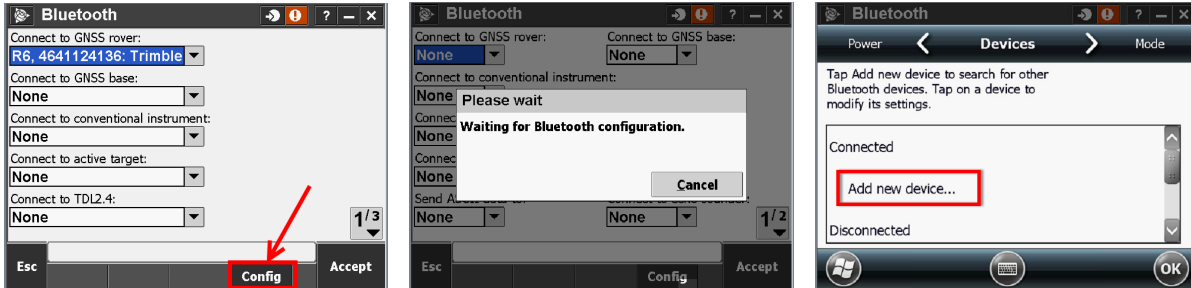 Bluetooth
? – ×
Connect to GNSS rover:
R6, 4641124136: Trimble
Connect to GNSS base:
None
Connect to conventional instrument:
None
Connect to active target:
None
Connect to TDL2.4:
None
1/3
Esc
Config
Accept
Bluetooth
? – ×
Connect to GNSS rover: Connect to GNSS base:
None None
Connect to conventional instrument:
None
Please wait
Connec
Waiting for Bluetooth configuration.
None
Connec
None
Cancel
None None
1/2
Esc
Config
Accept
Bluetooth
? – ×
Power Devices Mode
Tap Add new device to search for other
Bluetooth devices. Tap on a device to
modify its settings.
Connected
Add new device...
Disconnected
OK